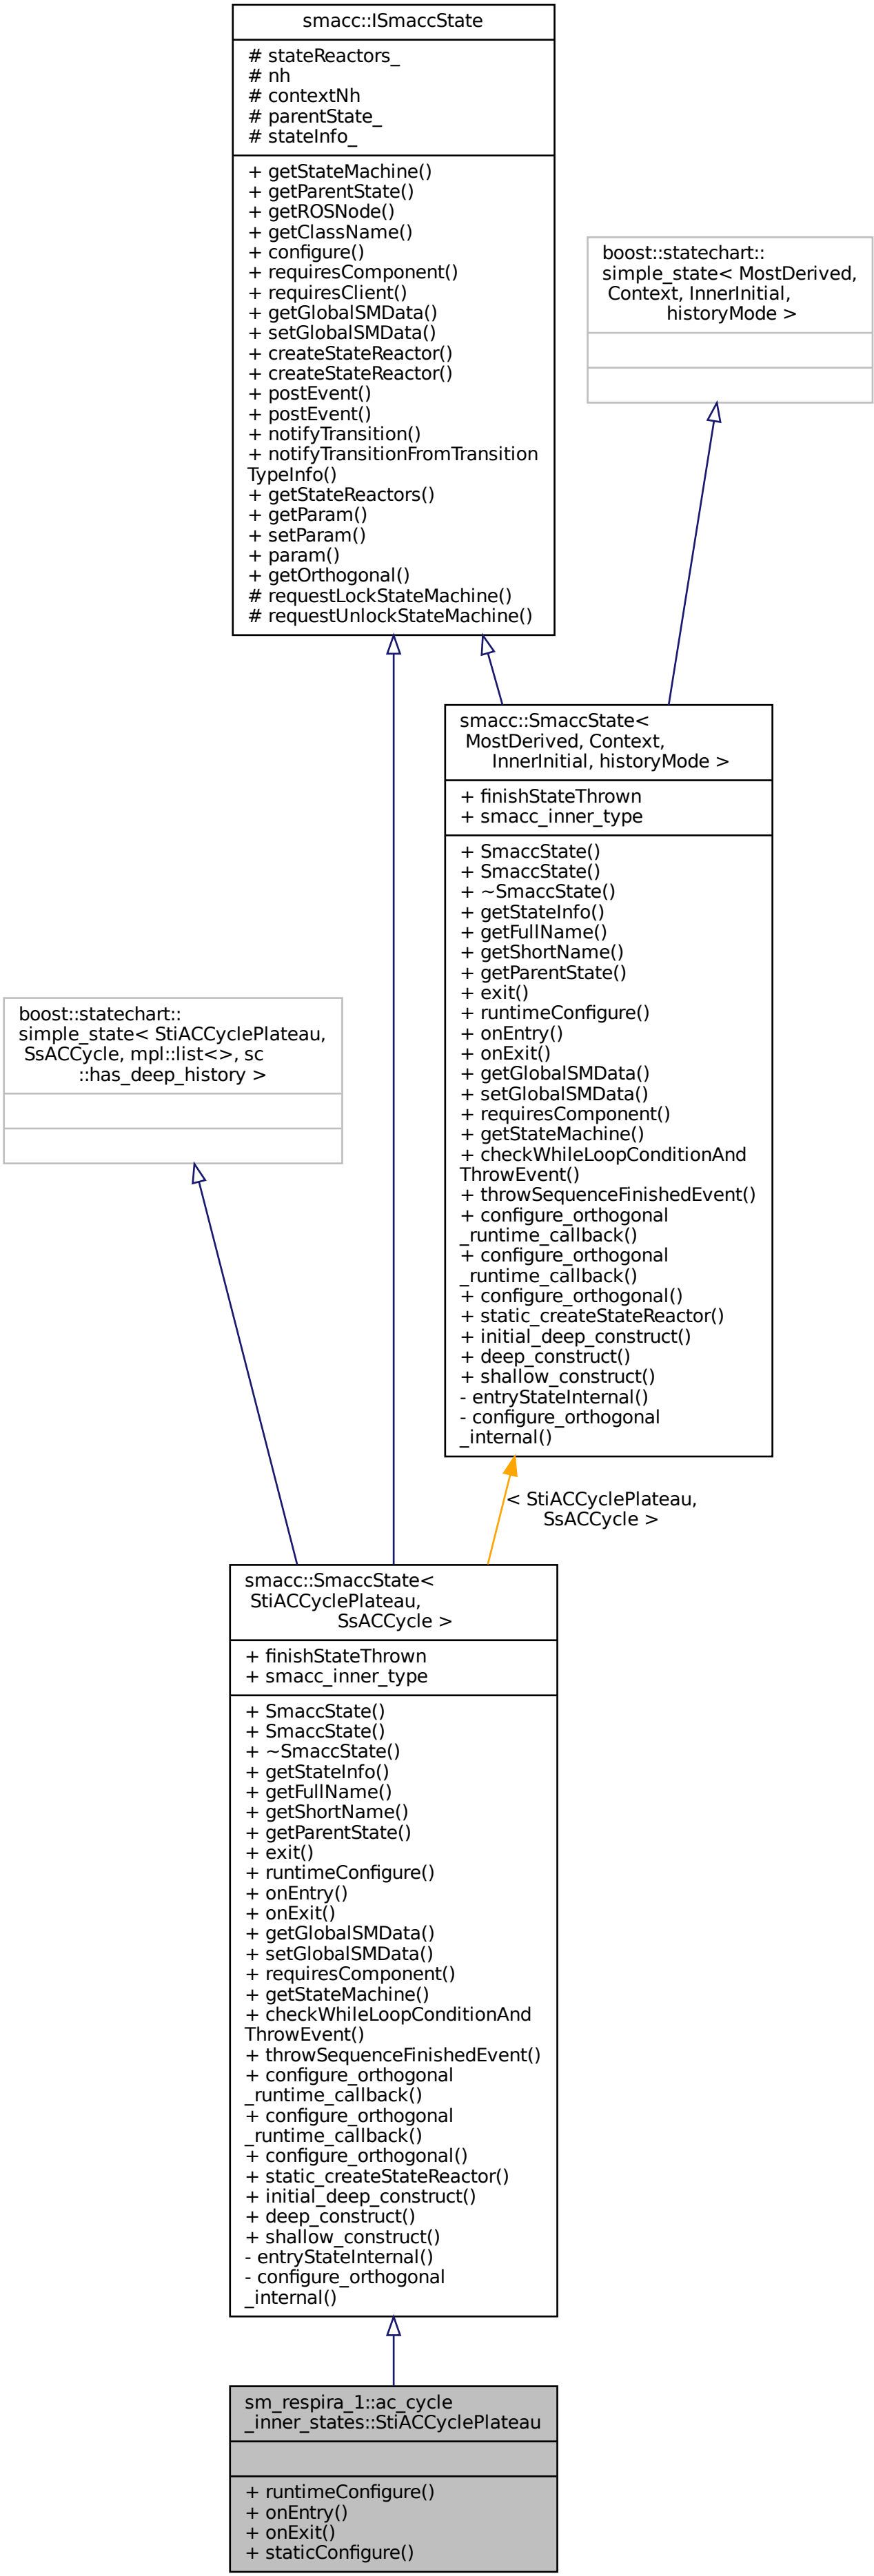 smacc::ISmaccState
# stateReactors_
# nh
# contextNh
# parentState_
# stateInfo_
+ getStateMachine()
+ getParentState()
+ getROSNode()
+ getClassName()
+ configure()
+ requiresComponent()
+ requiresClient()
+ getGlobalSMData()
+ setGlobalSMData()
+ createStateReactor()
+ createStateReactor()
+ postEvent()
+ postEvent()
+ notifyTransition()
+ notifyTransitionFromTransition
TypeInfo()
+ getStateReactors()
+ getParam()
+ setParam()
+ param()
+ getOrthogonal()
# requestLockStateMachine()
# requestUnlockStateMachine()
boost::statechart::
simple_state< MostDerived,
Context, InnerInitial,
historyMode >
smacc::SmaccState<
MostDerived, Context,
InnerInitial, historyMode >
+ finishStateThrown
+ smacc_inner_type
+ SmaccState()
+ SmaccState()
+ ~SmaccState()
+ getStateInfo()
+ getFullName()
+ getShortName()
+ getParentState()
+ exit()
+ runtimeConfigure()
+ onEntry()
+ onExit()
+ getGlobalSMData()
+ setGlobalSMData()
+ requiresComponent()
+ getStateMachine()
+ checkWhileLoopConditionAnd
ThrowEvent()
+ throwSequenceFinishedEvent()
+ configure_orthogonal
_runtime_callback()
+ configure_orthogonal
_runtime_callback()
+ configure_orthogonal()
+ static_createStateReactor()
+ initial_deep_construct()
+ deep_construct()
+ shallow_construct()
- entryStateInternal()
- configure_orthogonal
_internal()
boost::statechart::
simple_state< StiACCyclePlateau,
SsACCycle, mpl::list<>, sc
::has_deep_history >
< StiACCyclePlateau,
SsACCycle >
smacc::SmaccState<
StiACCyclePlateau,
SsACCycle >
+ finishStateThrown
+ smacc_inner_type
+ SmaccState()
+ SmaccState()
+ ~SmaccState()
+ getStateInfo()
+ getFullName()
+ getShortName()
+ getParentState()
+ exit()
+ runtimeConfigure()
+ onEntry()
+ onExit()
+ getGlobalSMData()
+ setGlobalSMData()
+ requiresComponent()
+ getStateMachine()
+ checkWhileLoopConditionAnd
ThrowEvent()
+ throwSequenceFinishedEvent()
+ configure_orthogonal
_runtime_callback()
+ configure_orthogonal
_runtime_callback()
+ configure_orthogonal()
+ static_createStateReactor()
+ initial_deep_construct()
+ deep_construct()
+ shallow_construct()
- entryStateInternal()
- configure_orthogonal
_internal()
sm_respira_1::ac_cycle
_inner_states::StiACCyclePlateau
+ runtimeConfigure()
+ onEntry()
+ onExit()
+ staticConfigure()